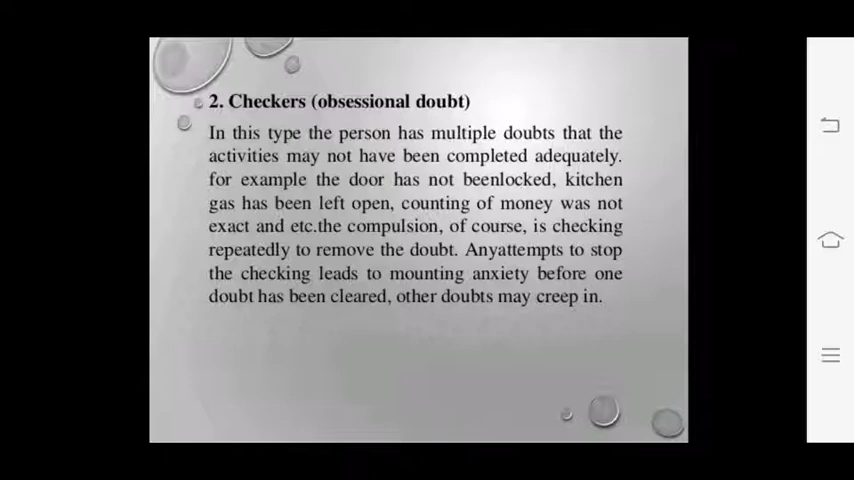 2. Checkers (obsessional doubt)
In this type the person has multiple doubts that the
activities may not have been completed adequately.
for example the door has not beenlocked, kitchen
gas has been left open, counting of money was not
exact and etc.the compulsion, of course, is checking
repeatedly to remove the doubt. Anyattempts to stop
the checking leads to mounting anxiety before one
doubt has been cleared, other doubts may creep in.